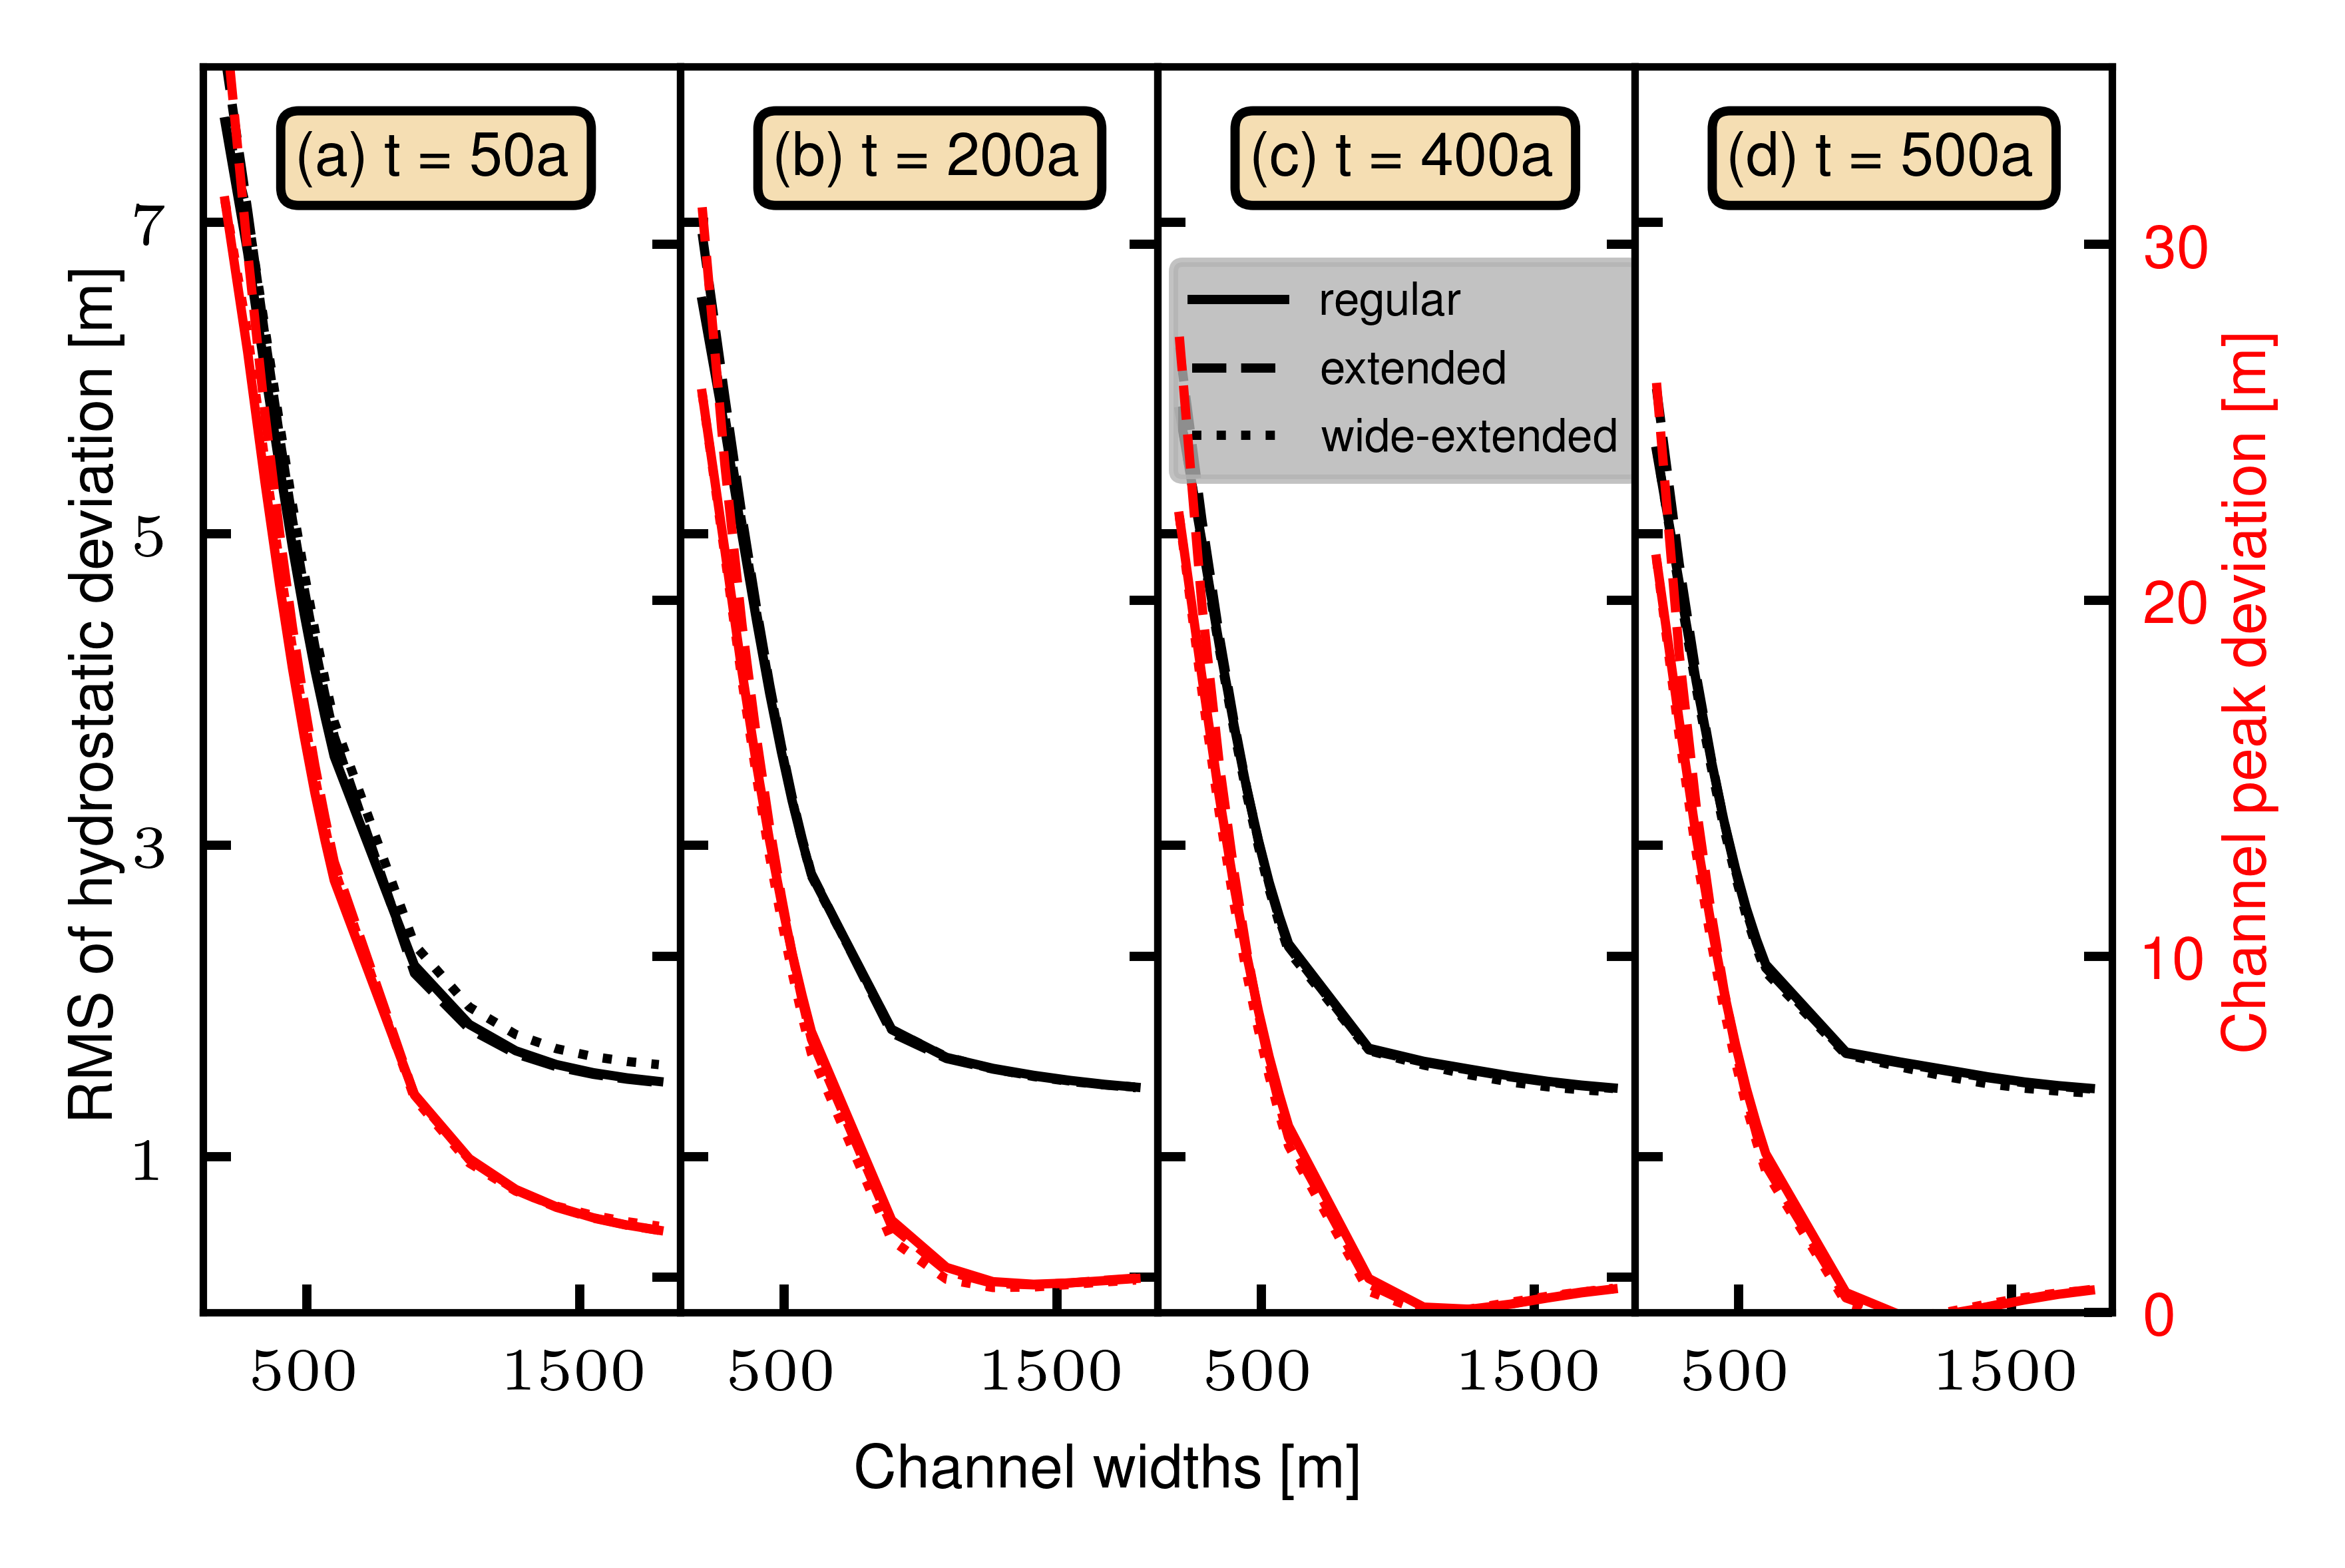 (a) t = 50a
(b) t = 200a
(c) t = 400a
(d) t = 500a
regular
extended
wide-extended
RMS of hydrostatic deviation [m]
7
5
3
1
30
20
10
0
Channel peak deviation [m]
500
1500
500
1500
500
1500
500
1500
Channel widths [m]